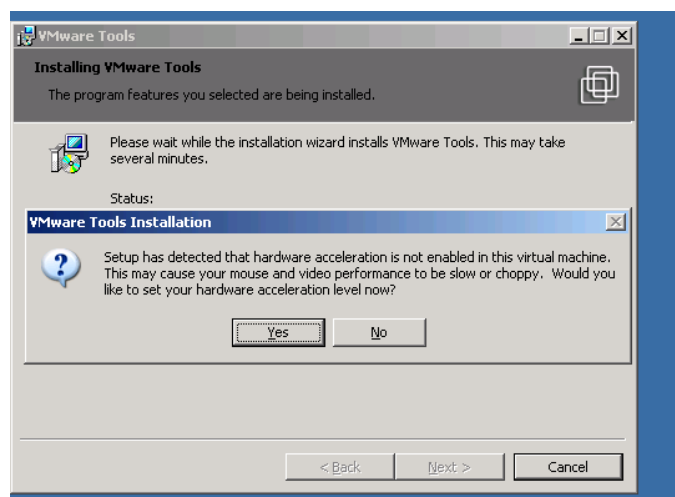 VMware Tools
Installing VMware Tools
The program features you selected are being installed.
Please wait while the installation wizard installs VMware Tools. This may take
several minutes.
Status:
VMware Tools Installation
Setup has detected that hardware acceleration is not enabled in this virtual machine.
This may cause your mouse and video performance to be slow or choppy. Would you
like to set your hardware acceleration level now?
Yes No
< Back Next > Cancel